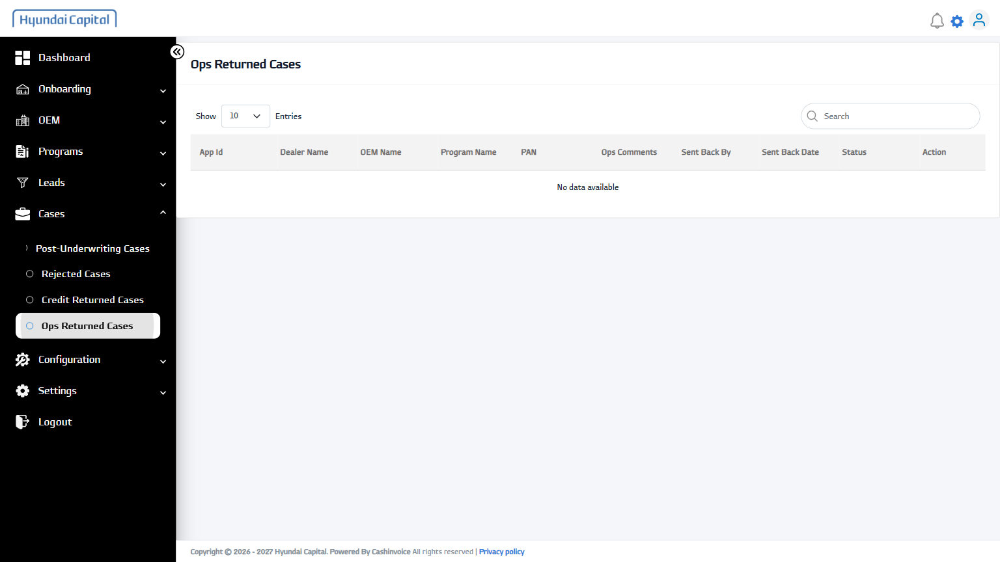 Hyundai Capital
Dashboard
Onboarding
OEM
Programs
Leads
Cases
Post-Underwriting Cases
Rejected Cases
Credit Returned Cases
Ops Returned Cases
Configuration
Settings
Logout
Ops Returned Cases
Show 10 Entries
Search
App Id Dealer Name OEM Name Program Name PAN Ops Comments Sent Back By Sent Back Date Status Action
No data available
Copyright © 2026 - 2027 Hyundai Capital. Powered By Cashinvoice All rights reserved | Privacy policy